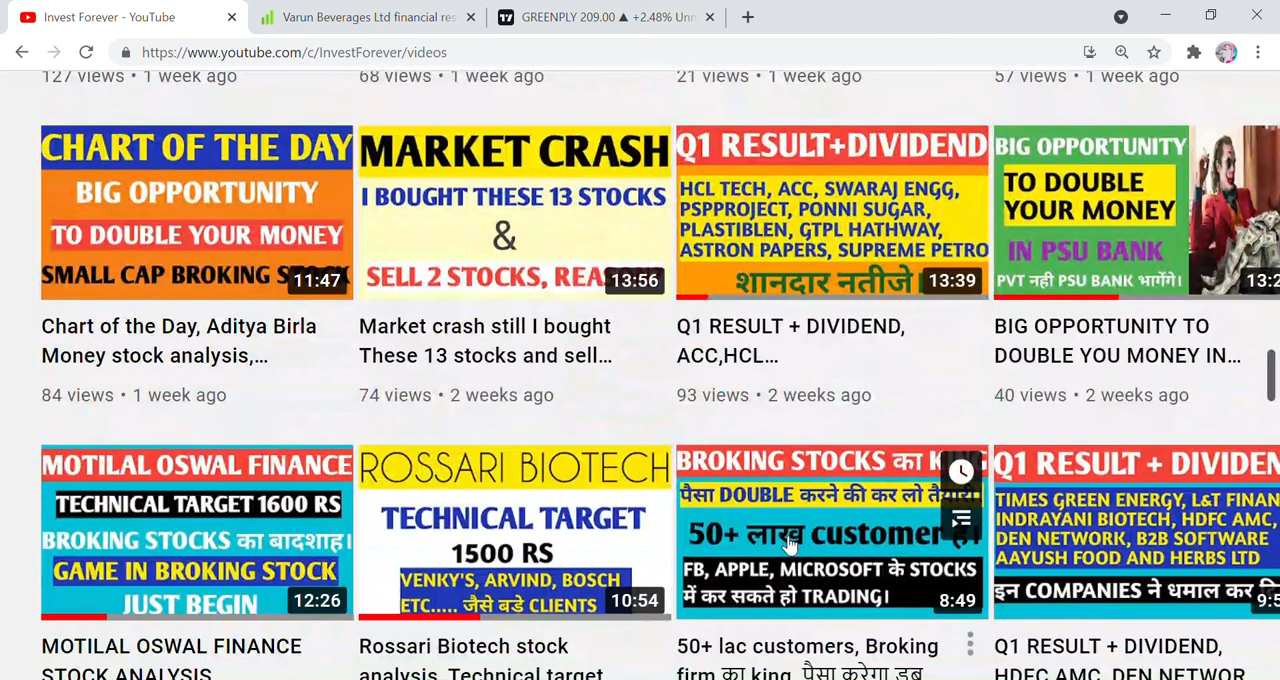 Invest Forever - YouTube
Varun Beverages Ltd financial res
GREENPLY 209.00 ▲ +2.48% Unn
https://www.youtube.com/c/InvestForever/videos
127 views • 1 week ago
68 views • 1 week ago
21 views • 1 week ago
57 views • 1 week ago
CHART OF THE DAY
BIG OPPORTUNITY
TO DOUBLE YOUR MONEY
SMALL CAP BROKING
11:47
MARKET CRASH
I BOUGHT THESE 13 STOCKS
&
SELL 2 STOCKS,
13:56
Q1 RESULT+DIVIDEND
HCL TECH, ACC, SWARAJ ENGG,
PSPPROJECT, PONNI SUGAR,
PLASTIBLEN, GTPL HATHWAY,
ASTRON PAPERS, SUPREME PETRO
शानदार नतीजे
13:39
BIG OPPORTUNITY
TO DOUBLE
YOUR MONEY
IN PSU BANK
PVT नही PSU BANK भागेंगे।
13:2
Chart of the Day, Aditya Birla
Money stock analysis,...
84 views • 1 week ago
Market crash still I bought
These 13 stocks and sell...
74 views • 2 weeks ago
Q1 RESULT + DIVIDEND,
ACC,HCL...
93 views • 2 weeks ago
BIG OPPORTUNITY TO
DOUBLE YOU MONEY IN...
40 views • 2 weeks ago
MOTILAL OSWAL FINANCE
TECHNICAL TARGET 1600 RS
BROKING STOCKS का बादशाह।
GAME IN BROKING STOCK
JUST BEGIN
12:26
ROSSARI BIOTECH
TECHNICAL TARGET
1500 RS
VENKY'S, ARVIND, BOSCH
ETC..... जैसे बडे CLIENTS
10:54
BROKING STOCKS का
पैसा DOUBLE करने की कर लो तैयारी
50+ लाख customer है।
FB, APPLE, MICROSOFT के STOCKS
में कर सकते हो TRADING।
8:49
Q1 RESULT + DIVIDEN
TIMES GREEN ENERGY, L&T FINAN
INDRAYANI BIOTECH, HDFC AMC,
DEN NETWORK, B2B SOFTWARE
AAYUSH FOOD AND HERBS LTD
इन COMPANIES ने धमाल कर
9:5
MOTILAL OSWAL FINANCE
STOCK ANALYSIS
Rossari Biotech stock
analysis, Technical target
50+ lac customers, Broking
firm का king, पैसा करेगा डब
Q1 RESULT + DIVIDEND,
HDFC AMC, DEN NETWOR